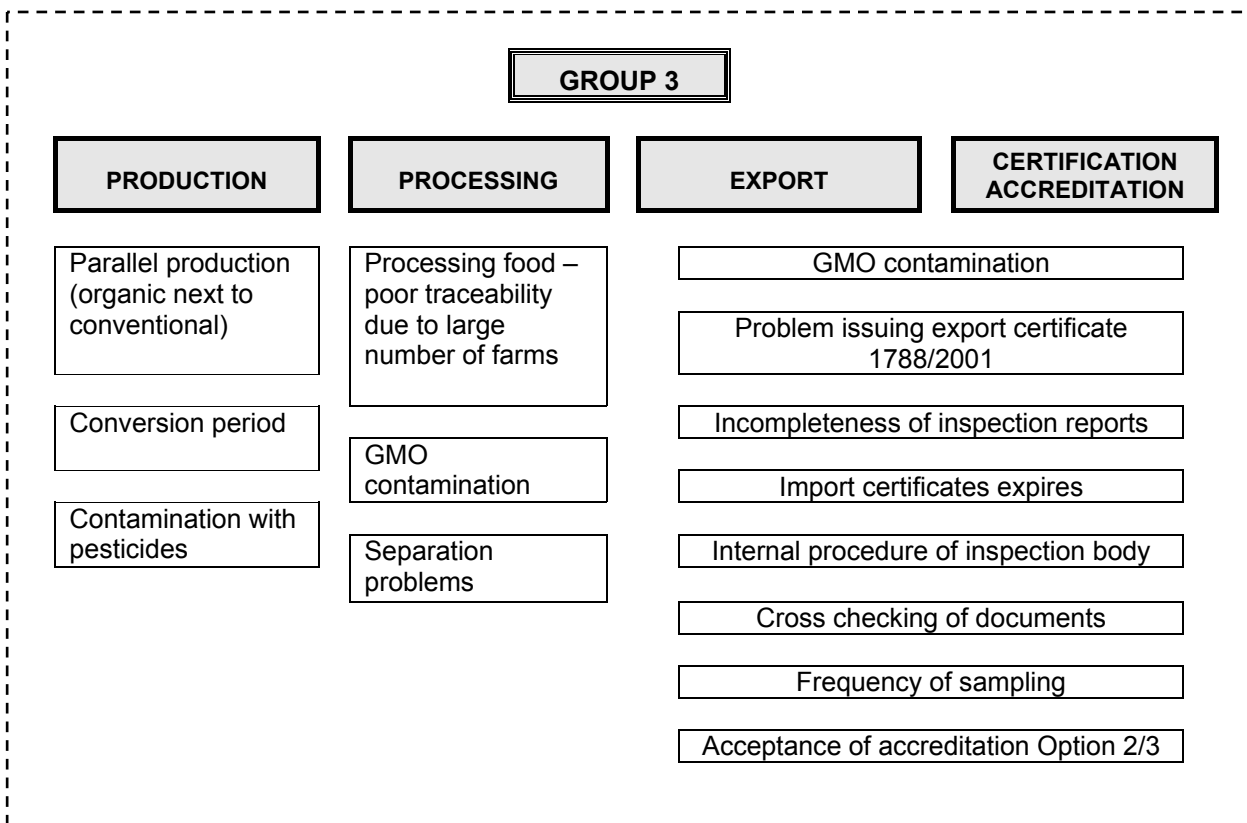 GROUP 3
PRODUCTION
PROCESSING
EXPORT
CERTIFICATION
ACCREDITATION
Parallel production
(organic next to
conventional)
Conversion period
Contamination with
pesticides
Processing food –
poor traceability
due to large
number of farms
GMO
contamination
Separation
problems
GMO contamination
Problem issuing export certificate
1788/2001
Incompleteness of inspection reports
Import certificates expires
Internal procedure of inspection body
Cross checking of documents
Frequency of sampling
Acceptance of accreditation Option 2/3